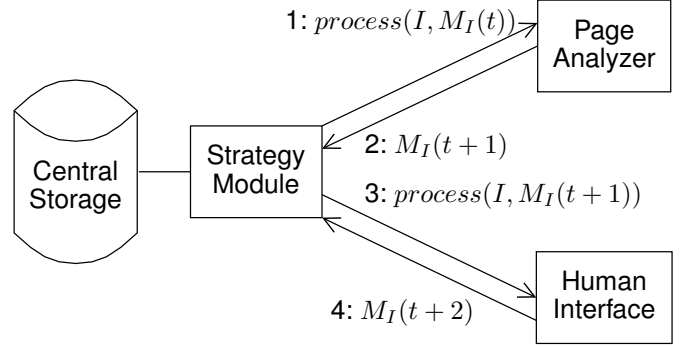 1: process(I, M_I(t))
Page
Analyzer
Central
Storage
Strategy
Module
2: M_I(t+1)
3: process(I, M_I(t+1))
4: M_I(t+2)
Human
Interface